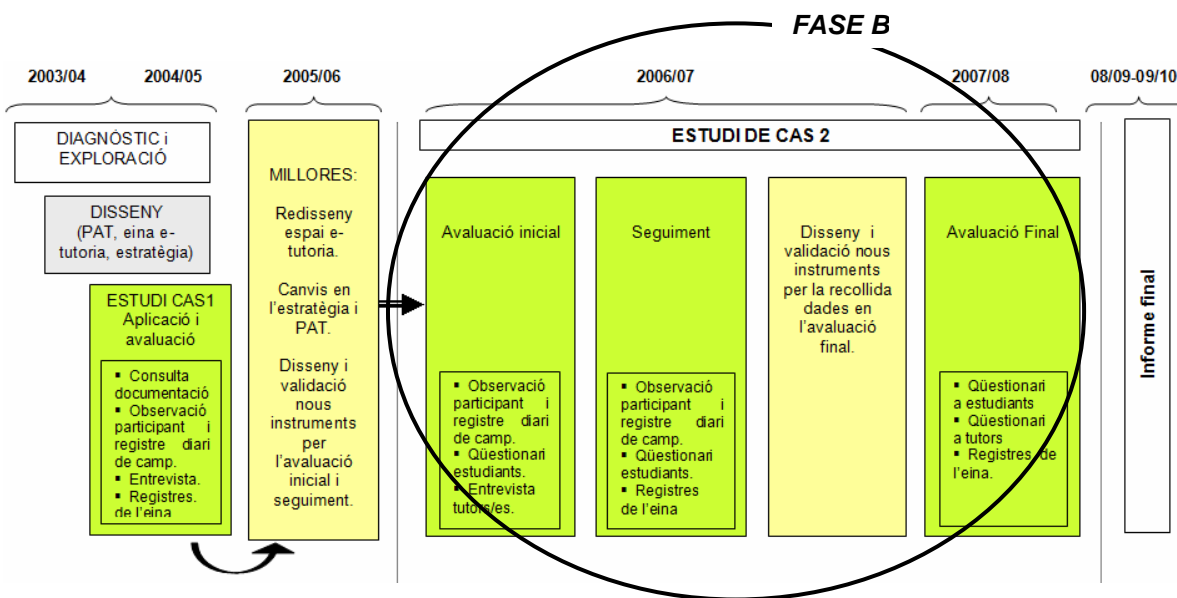 FASE B
2003/04
2004/05
2005/06
2006/07
2007/08
08/09-09/10
DIAGNÓSTIC i
EXPLORACIÓ
DISSENY
(PAT, eina e-
tutoria, estratègia)
ESTUDI CAS1
Aplicació i
avaluació
▪ Consulta
documentació
▪ Observació
participant i
registre diari
de camp.
▪ Entrevista.
▪ Registres.
de l’eina
MILLORES:
Redisseny
espai e-
tutoria.
Canvis en
l’estratègia i
PAT.
Disseny i
validació
nous
instruments
per
l’avaluació
inicial i
seguiment.
ESTUDI DE CAS 2
Avaluació inicial
▪ Observació
participant i
registre diari
de camp.
▪ Qüestionari
estudiants.
▪ Entrevista
tutors/es.
Seguiment
▪ Observació
participant i
registre diari
de camp.
▪ Qüestionari
estudiants.
▪ Registres
de l’eina
Disseny i
validació nous
instruments
per la recollida
dades en
l’avaluació
final.
Avaluació Final
▪ Qüestionari
a estudiants
▪ Qüestionari
a tutors
▪ Registres de
l’eina.
Informe final